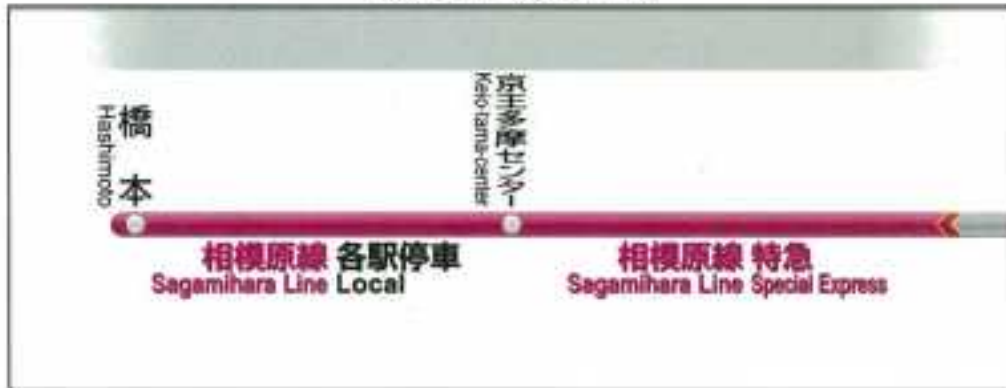 橋本
Hashimoto
京王多摩センター
Keio-tama-center
相模原線 各駅停車
Sagamihara Line Local
相模原線 特急
Sagamihara Line Special Express